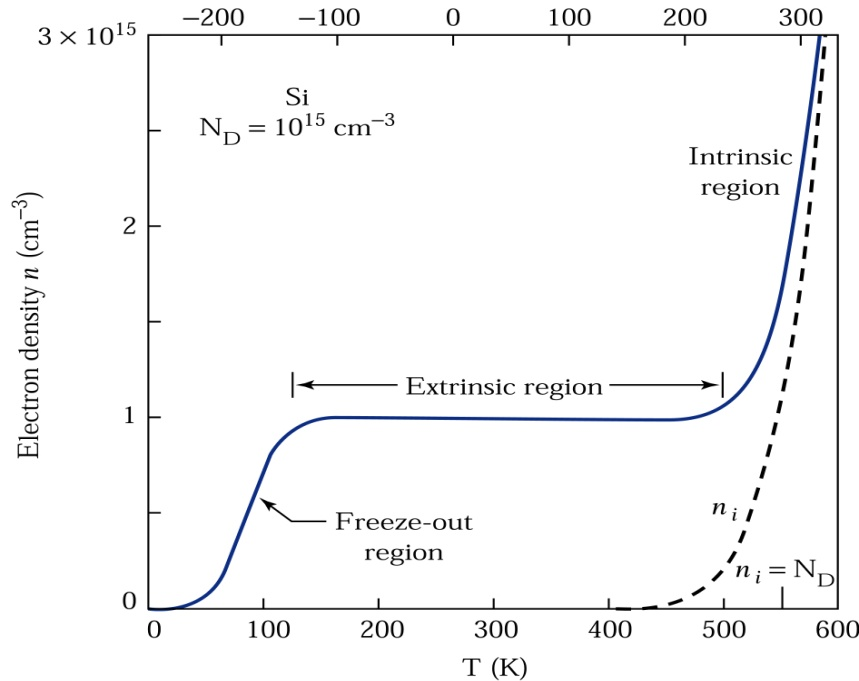 −200 −100 0 100 200 300
3 × 10¹⁵
Si
N_D = 10¹⁵ cm⁻³
Intrinsic
region
2
Electron density n (cm⁻³)
Extrinsic region
1
n_i
Freeze-out
region
n_i = N_D
0
0 100 200 300 400 500 600
T (K)